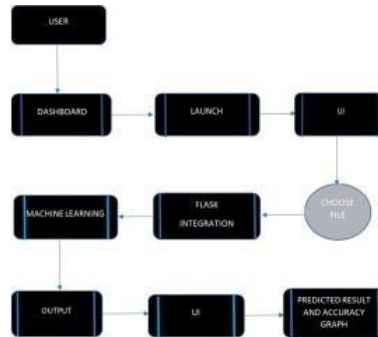 USER
DASHBOARD
LAUNCH
UI
CHOOSE
FILE
FLASK
INTEGRATION
MACHINE LEARNING
OUTPUT
UI
PREDICTED RESULT
AND ACCURACY
GRAPH